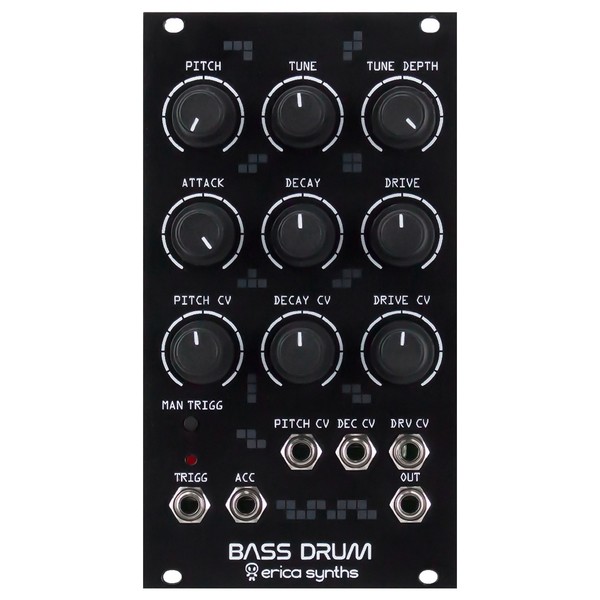 PITCH TUNE TUNE DEPTH
ATTACK DECAY DRIVE
PITCH CV DECAY CV DRIVE CV
MAN TRIGG
PITCH CV DEC CV DRV CV
TRIGG ACC OUT
BASS DRUM
erica synths